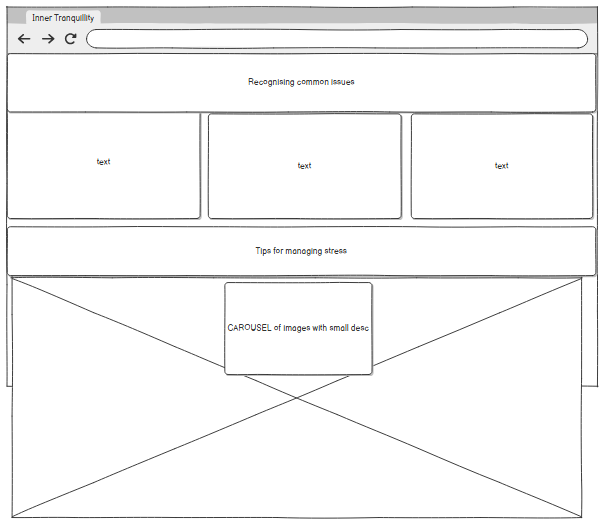 Inner Tranquility
Recognising common issues
text
text
text
Tips for managing stress
CAROUSEL of images with small desc